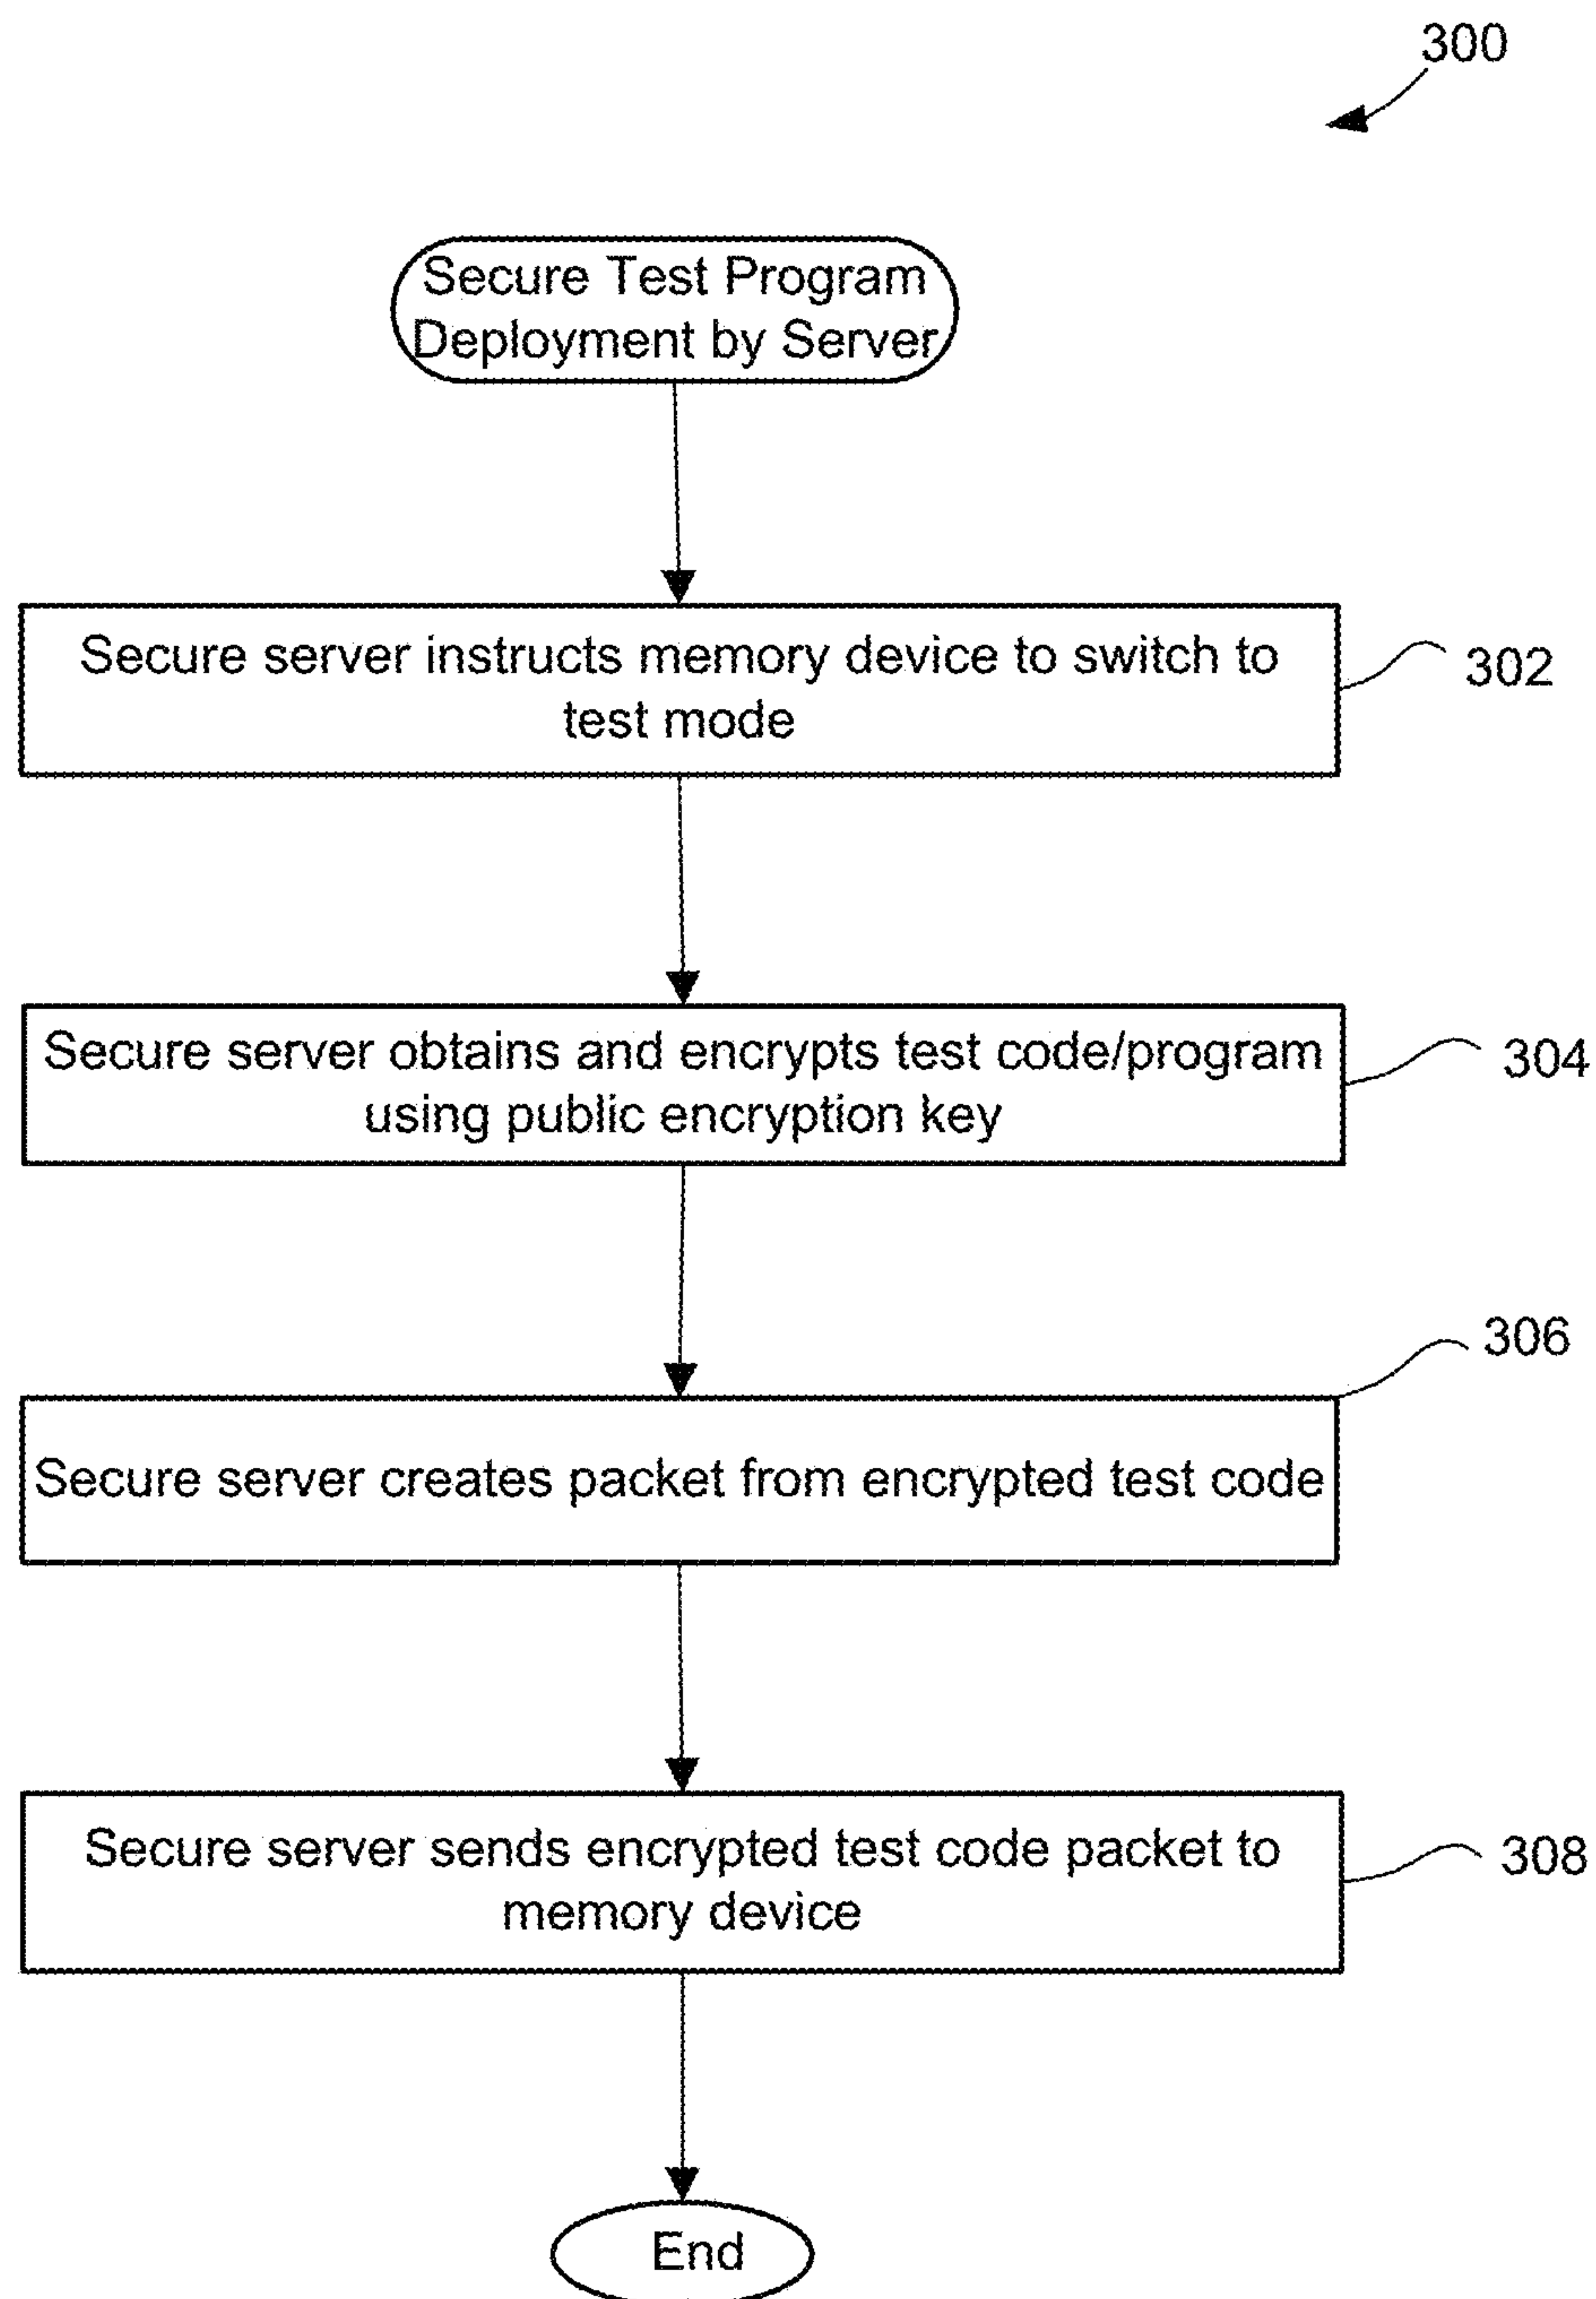 300
Secure Test Program
Deployment by Server
Secure server instructs memory device to switch to
test mode
302
Secure server obtains and encrypts test code/program
using public encryption key
304
306
Secure server creates packet from encrypted test code
Secure server sends encrypted test code packet to
memory device
308
End